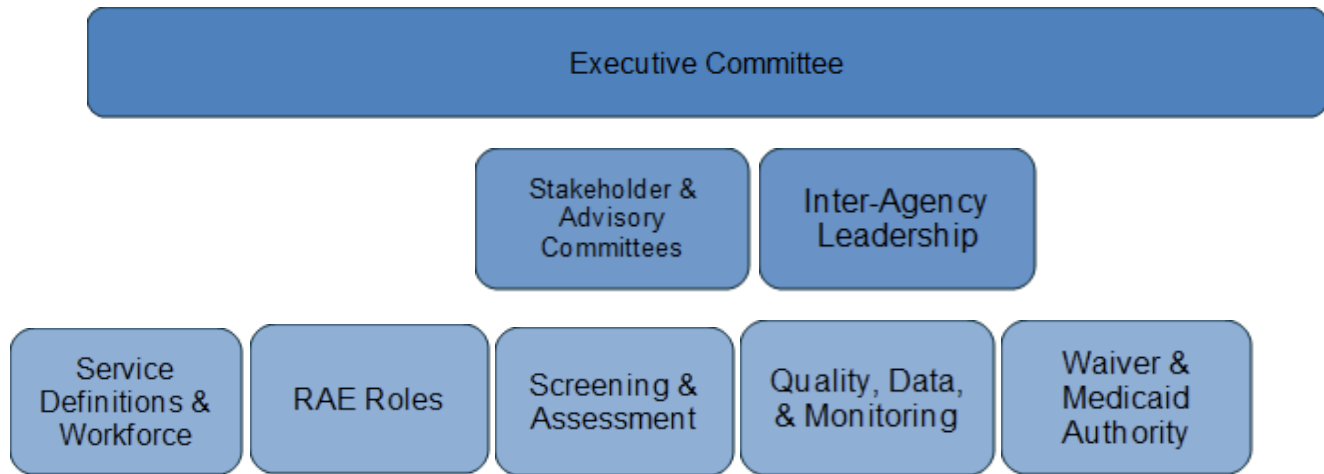 Executive Committee
Stakeholder &
Advisory
Committees
Inter-Agency
Leadership
Service
Definitions &
Workforce
RAE Roles
Screening &
Assessment
Quality, Data,
& Monitoring
Waiver &
Medicaid
Authority